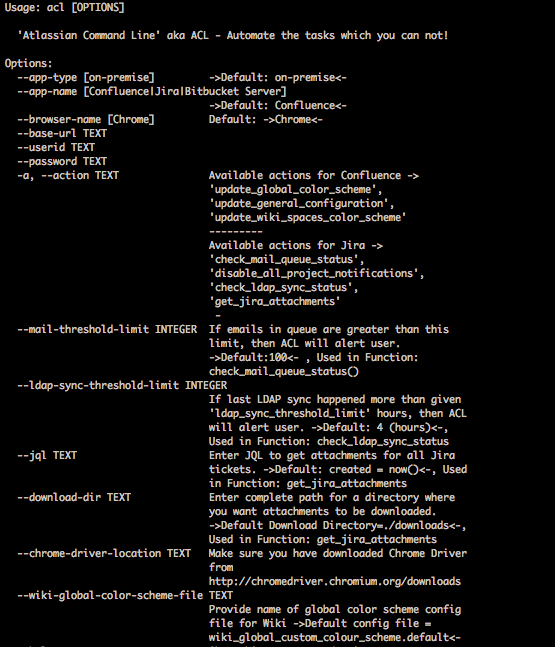 Usage: acl [OPTIONS]
'Atlassian Command Line' aka ACL - Automate the tasks which you can not!
Options:
--app-type [on-premise] ->Default: on-premise<-
--app-name [Confluence|Jira|Bitbucket Server]
->Default: Confluence<-
--browser-name [Chrome] Default: ->Chrome<-
--base-url TEXT
--userid TEXT
--password TEXT
-a, --action TEXT Available actions for Confluence ->
'update_global_color_scheme',
'update_general_configuration',
'update_wiki_spaces_color_scheme'
---------
Available actions for Jira ->
'check_mail_queue_status',
'disable_all_project_notifications',
'check_ldap_sync_status',
'get_jira_attachments'
-
--mail-threshold-limit INTEGER If emails in queue are greater than this
limit, then ACL will alert user.
->Default:100<- , Used in Function:
check_mail_queue_status()
--ldap-sync-threshold-limit INTEGER
If last LDAP sync happened more than given
'ldap_sync_threshold_limit' hours, then ACL
will alert user. ->Default: 4 (hours)<-,
Used in Function: check_ldap_sync_status
--jql TEXT Enter JQL to get attachments for all Jira
tickets. ->Default: created = now()<-, Used
in Function: get_jira_attachments
--download-dir TEXT Enter complete path for a directory where
you want attachments to be downloaded.
->Default Download Directory=./downloads<-,
Used in Function: get_jira_attachments
--chrome-driver-location TEXT Make sure you have downloaded Chrome Driver
from
http://chromedriver.chromium.org/downloads
--wiki-global-color-scheme-file TEXT
Provide name of global color scheme config
file for Wiki ->Default config file =
wiki_global_custom_colour_scheme.default<-